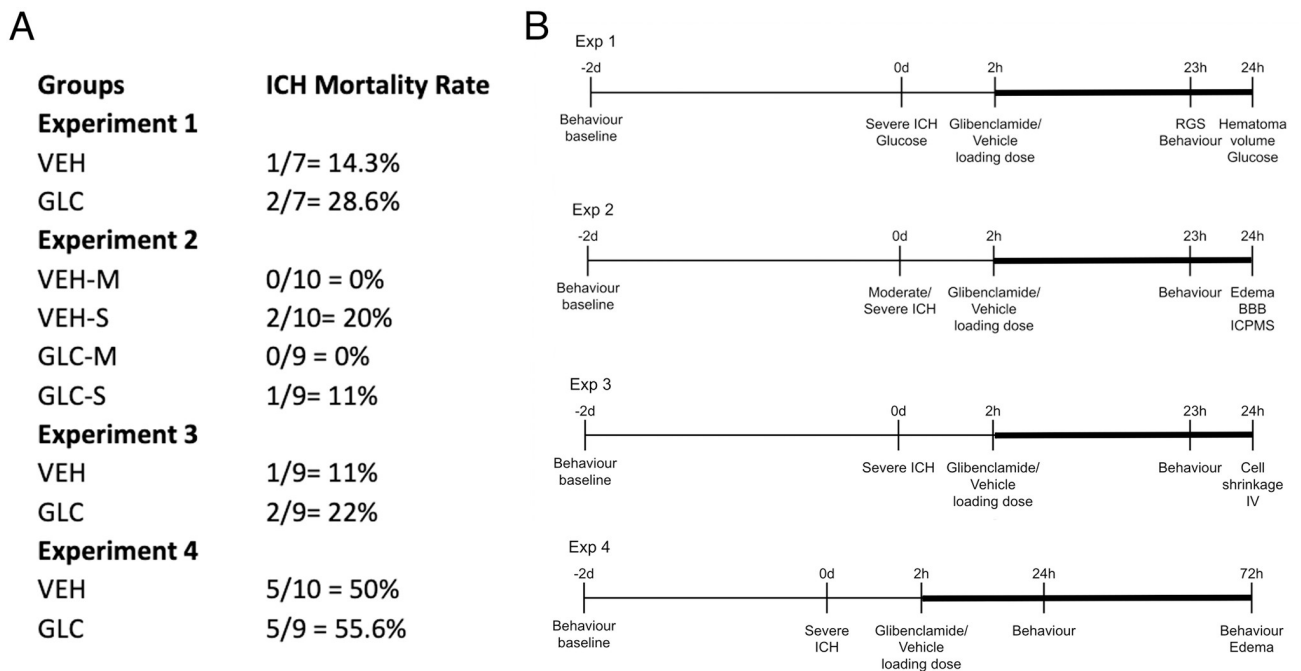 A
Groups ICH Mortality Rate
Experiment 1
VEH 1/7= 14.3%
GLC 2/7= 28.6%
Experiment 2
VEH-M 0/10 = 0%
VEH-S 2/10= 20%
GLC-M 0/9 = 0%
GLC-S 1/9= 11%
Experiment 3
VEH 1/9= 11%
GLC 2/9= 22%
Experiment 4
VEH 5/10 = 50%
GLC 5/9 = 55.6%
B
Exp 1
-2d 0d 2h 23h 24h
Behaviour Severe ICH Glibenclamide/ RGS Hematoma
baseline Glucose Vehicle Behaviour volume
loading dose Glucose
Exp 2
-2d 0d 2h 23h 24h
Behaviour Moderate/ Glibenclamide/ Behaviour Edema
baseline Severe ICH Vehicle BBB
loading dose ICPMS
Exp 3
-2d 0d 2h 23h 24h
Behaviour Severe ICH Glibenclamide/ Behaviour Cell
baseline Vehicle shrinkage
loading dose IV
Exp 4
-2d 0d 2h 24h 72h
Behaviour Severe Glibenclamide/ Behaviour Behaviour
baseline ICH Vehicle Edema
loading dose